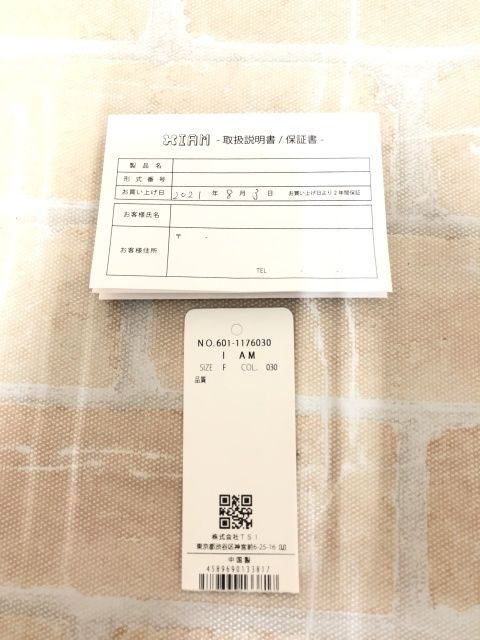 XIAM - 取扱説明書 / 保証書 -
製品名
形式番号
お買い上げ日 2021 年 8 月 3 日 お買い上げ日より2年間保証
お客様氏名
お客様住所 〒 -
TEL - -
NO.601-1176030
I AM
SIZE F COL. 030
品質
株式会社TSI
東京都渋谷区神宮前6-25-16 (U)
中国製
4589690133817